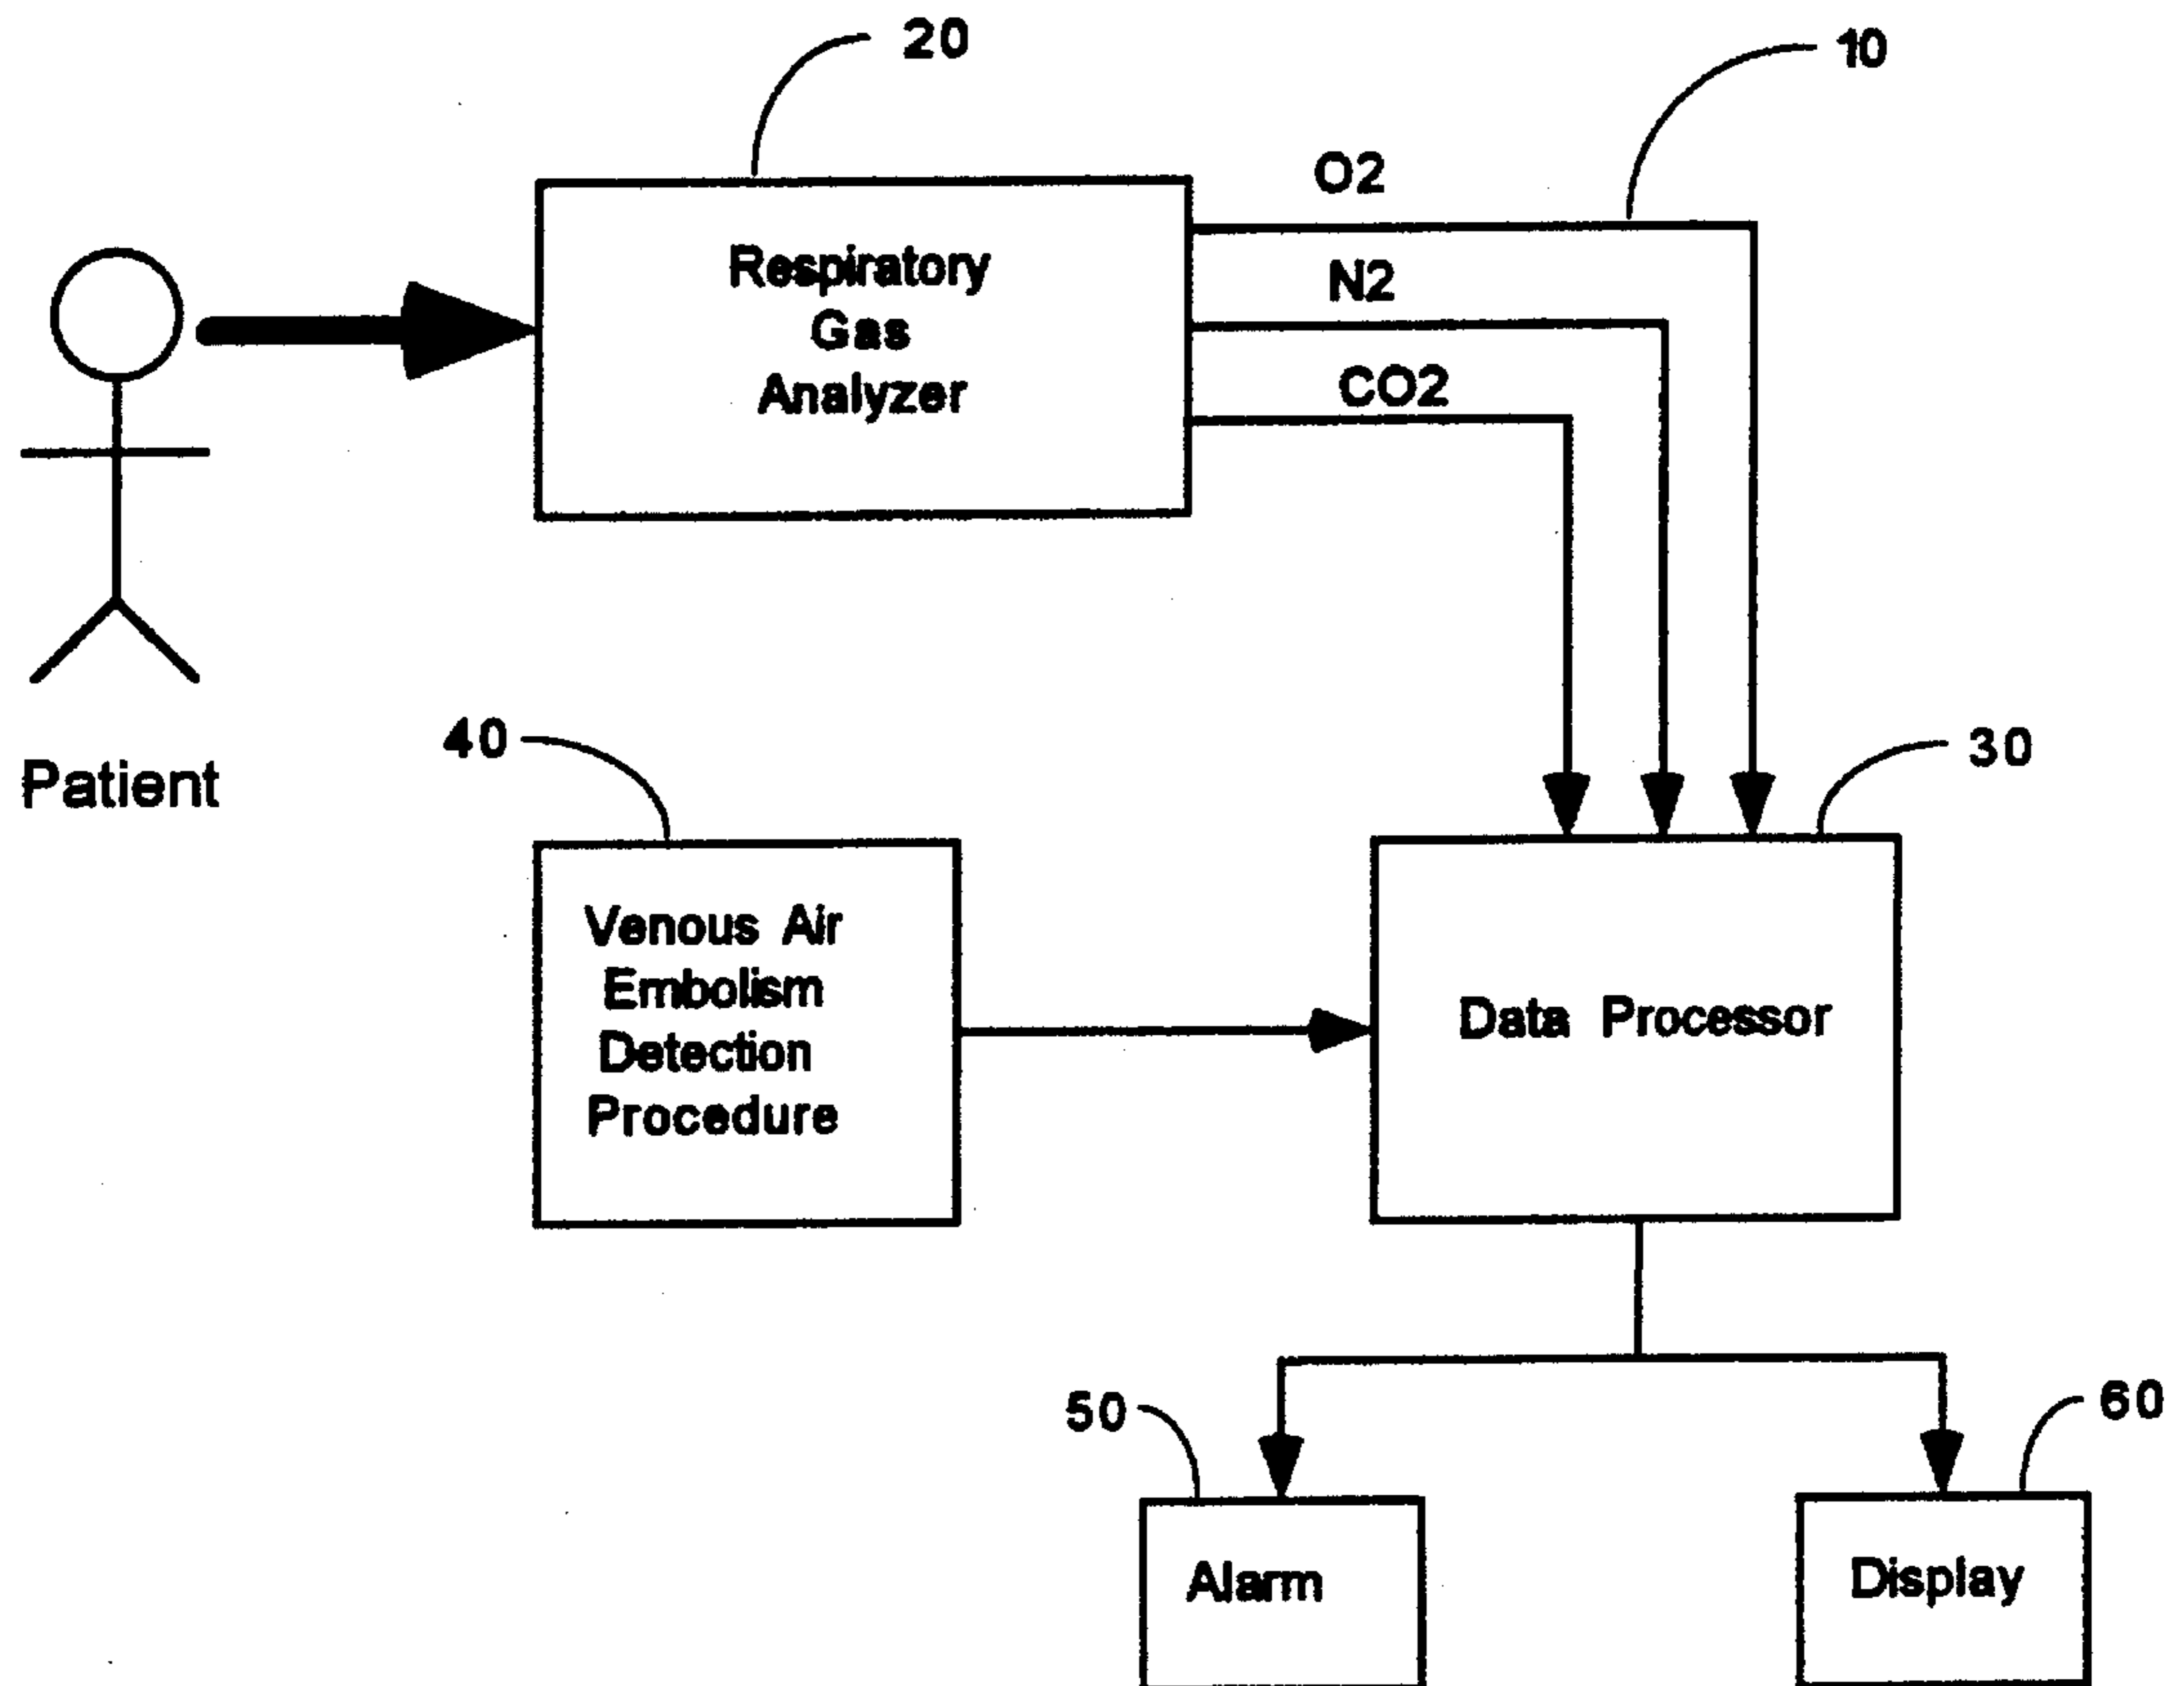 20
10
O2
Respiratory
Gas
Analyzer
N2
CO2
Patient
40
30
Venous Air
Embolism
Detection
Procedure
Data Processor
50
60
Alarm
Display